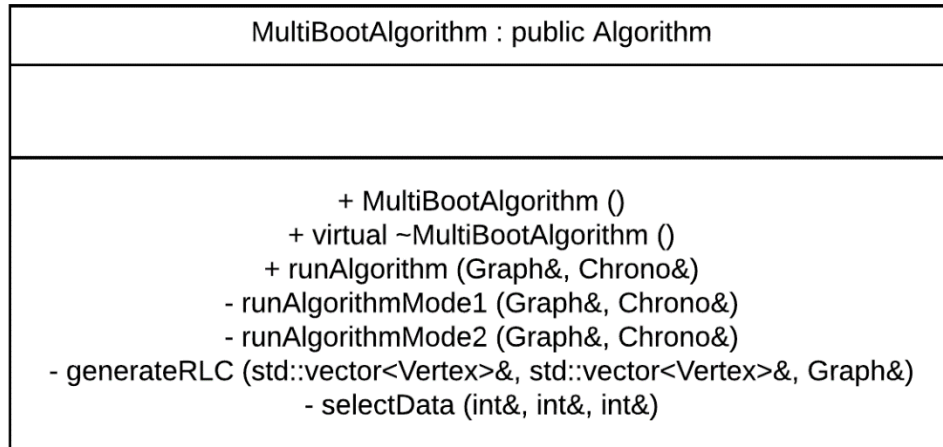 MultiBootAlgorithm : public Algorithm
+ MultiBootAlgorithm ()
+ virtual ~MultiBootAlgorithm ()
+ runAlgorithm (Graph&, Chrono&)
- runAlgorithmMode1 (Graph&, Chrono&)
- runAlgorithmMode2 (Graph&, Chrono&)
- generateRLC (std::vector<Vertex>&, std::vector<Vertex>&, Graph&)
- selectData (int&, int&, int&)